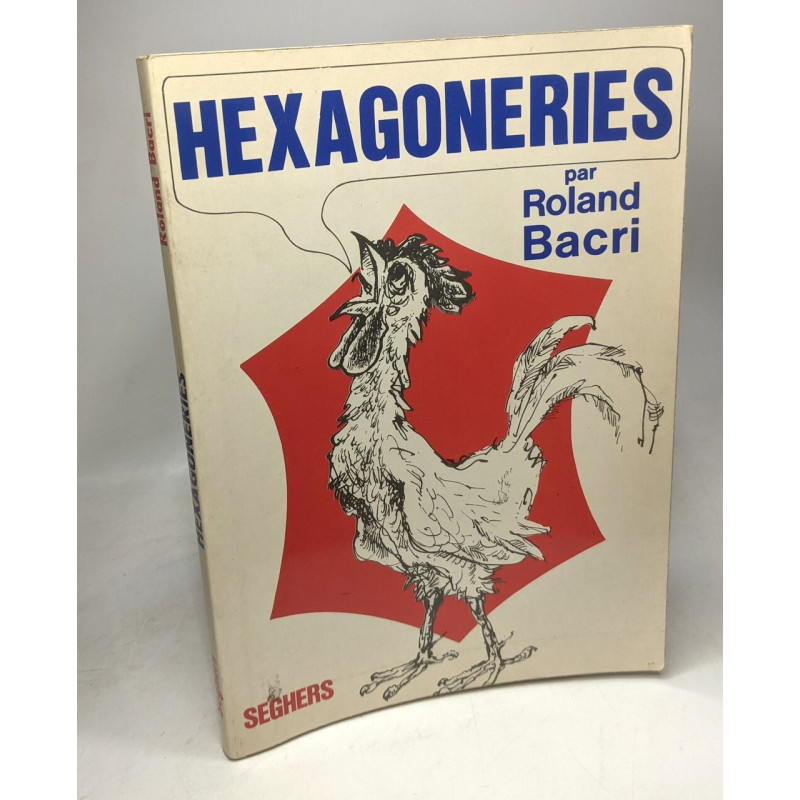 HEXAGONERIES
par
Roland
Bacri
SEGHERS
Roland Bacri
HEXAGONERIES